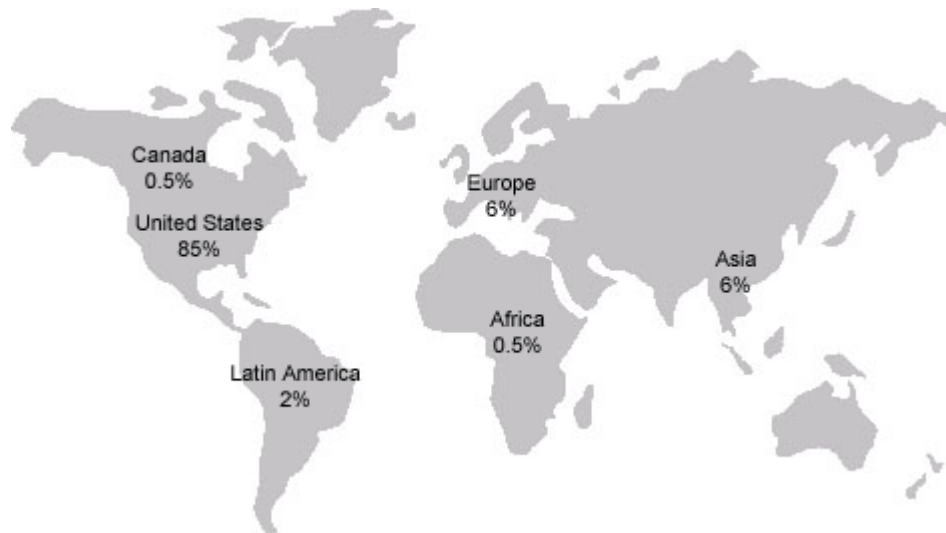 Canada
0.5%
United States
85%
Europe
6%
Asia
6%
Africa
0.5%
Latin America
2%